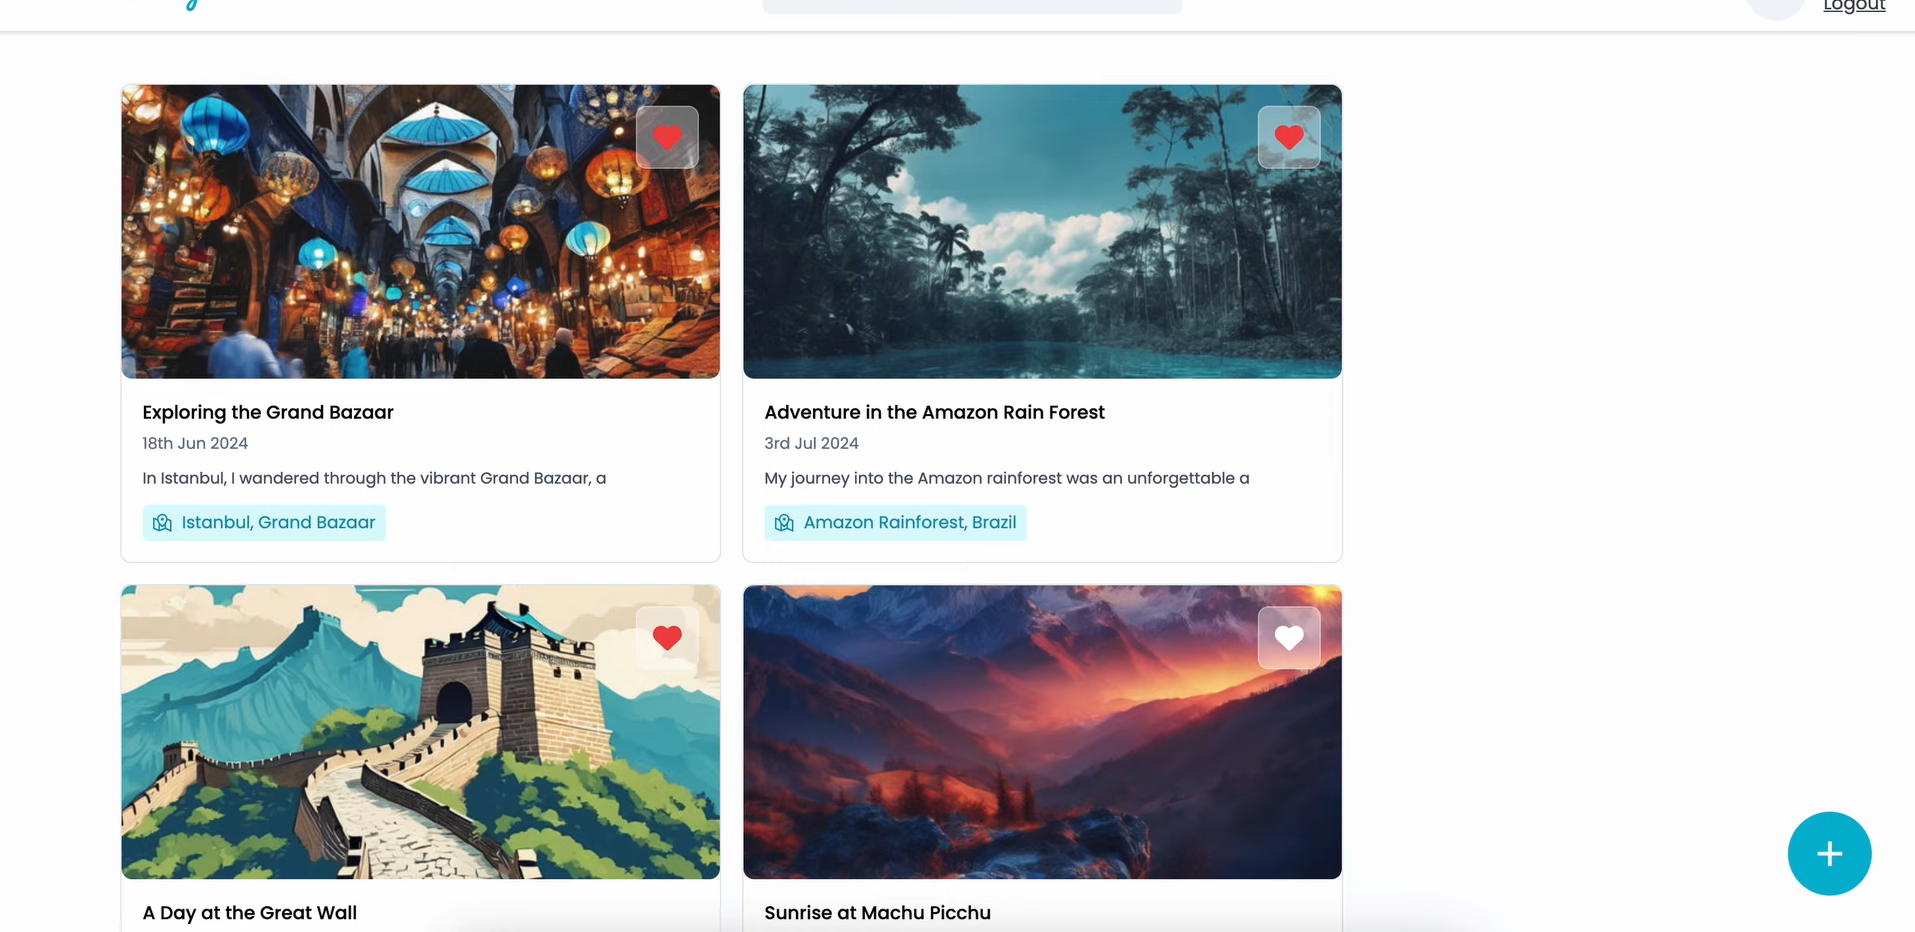 Logout
Exploring the Grand Bazaar
18th Jun 2024
In Istanbul, I wandered through the vibrant Grand Bazaar, a
Istanbul, Grand Bazaar
Adventure in the Amazon Rain Forest
3rd Jul 2024
My journey into the Amazon rainforest was an unforgettable a
Amazon Rainforest, Brazil
A Day at the Great Wall
Sunrise at Machu Picchu